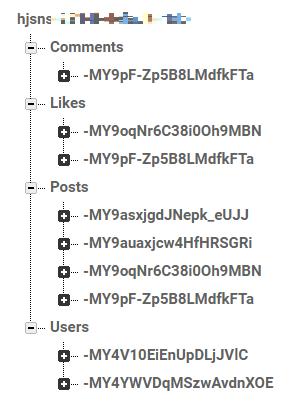 hjsns
Comments
-MY9pF-Zp5B8LMdfkFTa
Likes
-MY9oqNr6C38i0Oh9MBN
-MY9pF-Zp5B8LMdfkFTa
Posts
-MY9asxjgdJNepk_eUJJ
-MY9auaxjcw4HfHRSGRi
-MY9oqNr6C38i0Oh9MBN
-MY9pF-Zp5B8LMdfkFTa
Users
-MY4V10EiEnUpDLjJVlC
-MY4YWVDqMSzwAvdnXOE